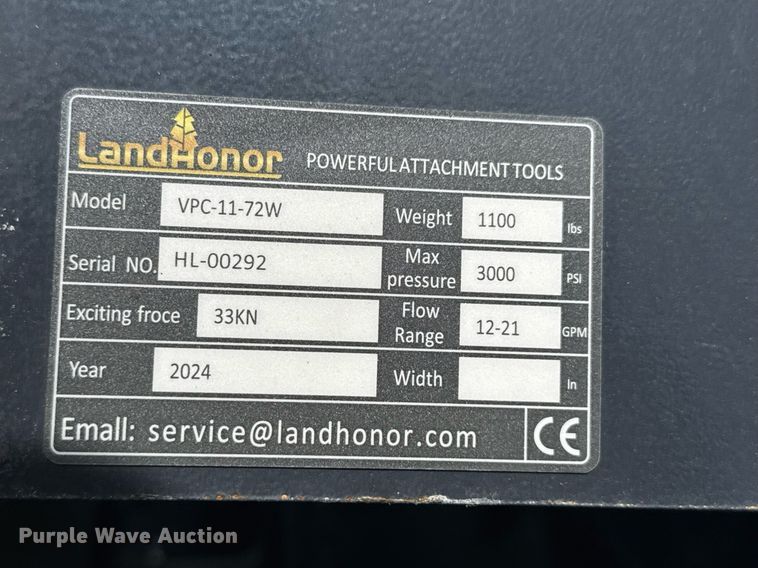 LandHonor POWERFUL ATTACHMENT TOOLS
Model VPC-11-72W Weight 1100 lbs
Serial NO. HL-00292 Max pressure 3000 PSI
Exciting froce 33KN Flow Range 12-21 GPM
Year 2024 Width In
Emall: service@landhonor.com CE
Purple Wave Auction